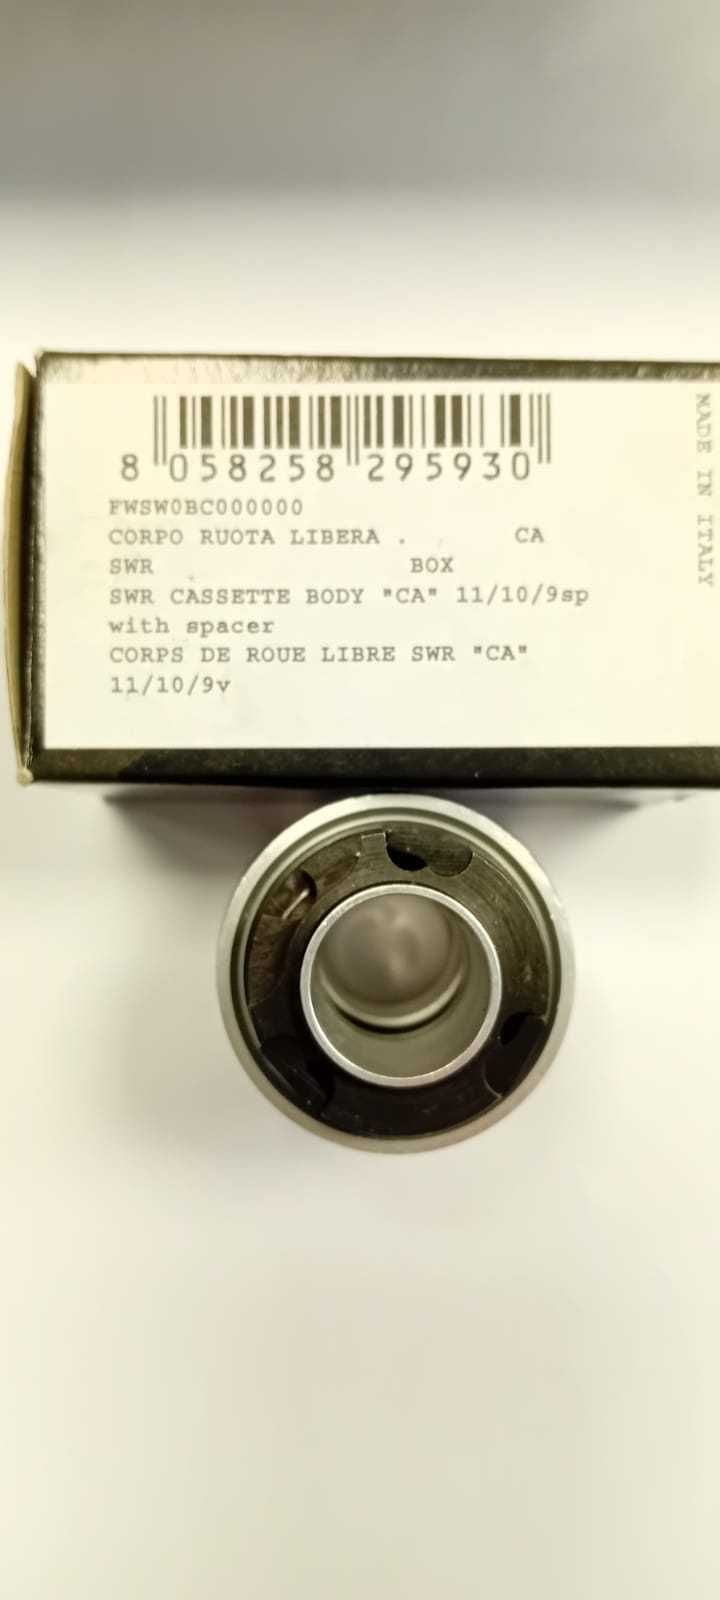 8 058258 295930
FWSW0BC000000
CORPO RUOTA LIBERA . CA
SWR BOX
SWR CASSETTE BODY "CA" 11/10/9sp
with spacer
CORPS DE ROUE LIBRE SWR "CA"
11/10/9v
MADE IN ITALY